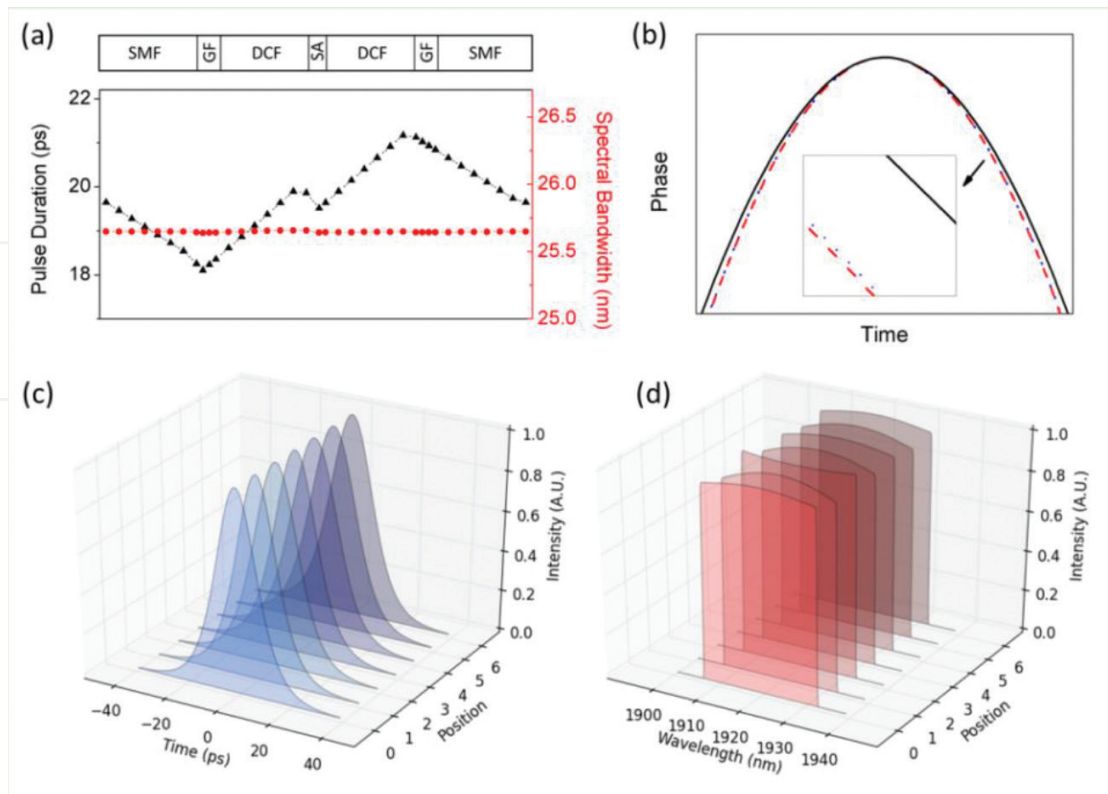 (a)
SMF GF DCF SA DCF GF SMF
22
20
18
Pulse Duration (ps)
26.5
26.0
25.5
25.0
Spectral Bandwidth (nm)
(b)
Phase
Time
(c)
1.0
0.8
0.6
0.4
0.2
0.0
Intensity (A.U.)
−40 −20 0 20 40
Time (ps)
0 1 2 3 4 5 6
Position
(d)
1.0
0.8
0.6
0.4
0.2
0.0
Intensity (A.U.)
1900 1910 1920 1930 1940
Wavelength (nm)
0 1 2 3 4 5 6
Position